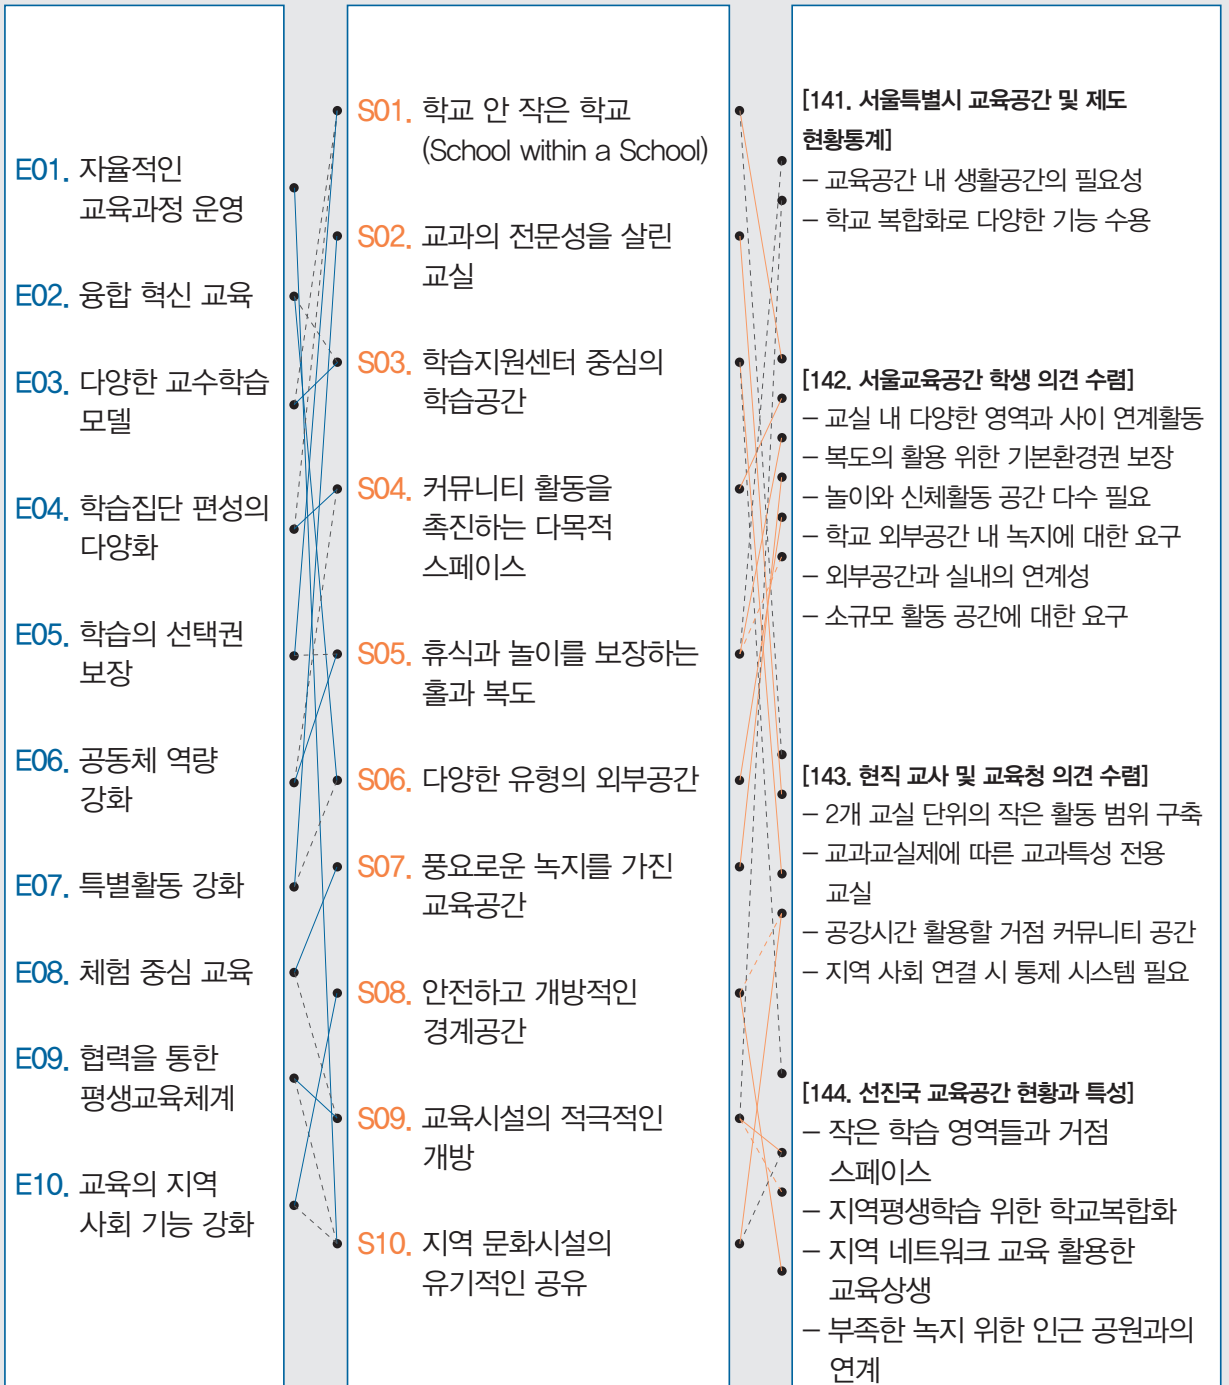 E01. 자율적인
교육과정 운영
E02. 융합 혁신 교육
E03. 다양한 교수학습
모델
E04. 학습집단 편성의
다양화
E05. 학습의 선택권
보장
E06. 공동체 역량
강화
E07. 특별활동 강화
E08. 체험 중심 교육
E09. 협력을 통한
평생교육체계
E10. 교육의 지역
사회 기능 강화
S01. 학교 안 작은 학교
(School within a School)
S02. 교과의 전문성을 살린
교실
S03. 학습지원센터 중심의
학습공간
S04. 커뮤니티 활동을
촉진하는 다목적
스페이스
S05. 휴식과 놀이를 보장하는
홀과 복도
S06. 다양한 유형의 외부공간
S07. 풍요로운 녹지를 가진
교육공간
S08. 안전하고 개방적인
경계공간
S09. 교육시설의 적극적인
개방
S10. 지역 문화시설의
유기적인 공유
[141. 서울특별시 교육공간 및 제도
현황통계]
– 교육공간 내 생활공간의 필요성
– 학교 복합화로 다양한 기능 수용
[142. 서울교육공간 학생 의견 수렴]
– 교실 내 다양한 영역과 사이 연계활동
– 복도의 활용 위한 기본환경권 보장
– 놀이와 신체활동 공간 다수 필요
– 학교 외부공간 내 녹지에 대한 요구
– 외부공간과 실내의 연계성
– 소규모 활동 공간에 대한 요구
[143. 현직 교사 및 교육청 의견 수렴]
– 2개 교실 단위의 작은 활동 범위 구축
– 교과교실제에 따른 교과특성 전용
교실
– 공강시간 활용할 거점 커뮤니티 공간
– 지역 사회 연결 시 통제 시스템 필요
[144. 선진국 교육공간 현황과 특성]
– 작은 학습 영역들과 거점
스페이스
– 지역평생학습 위한 학교복합화
– 지역 네트워크 교육 활용한
교육상생
– 부족한 녹지 위한 인근 공원과의
연계